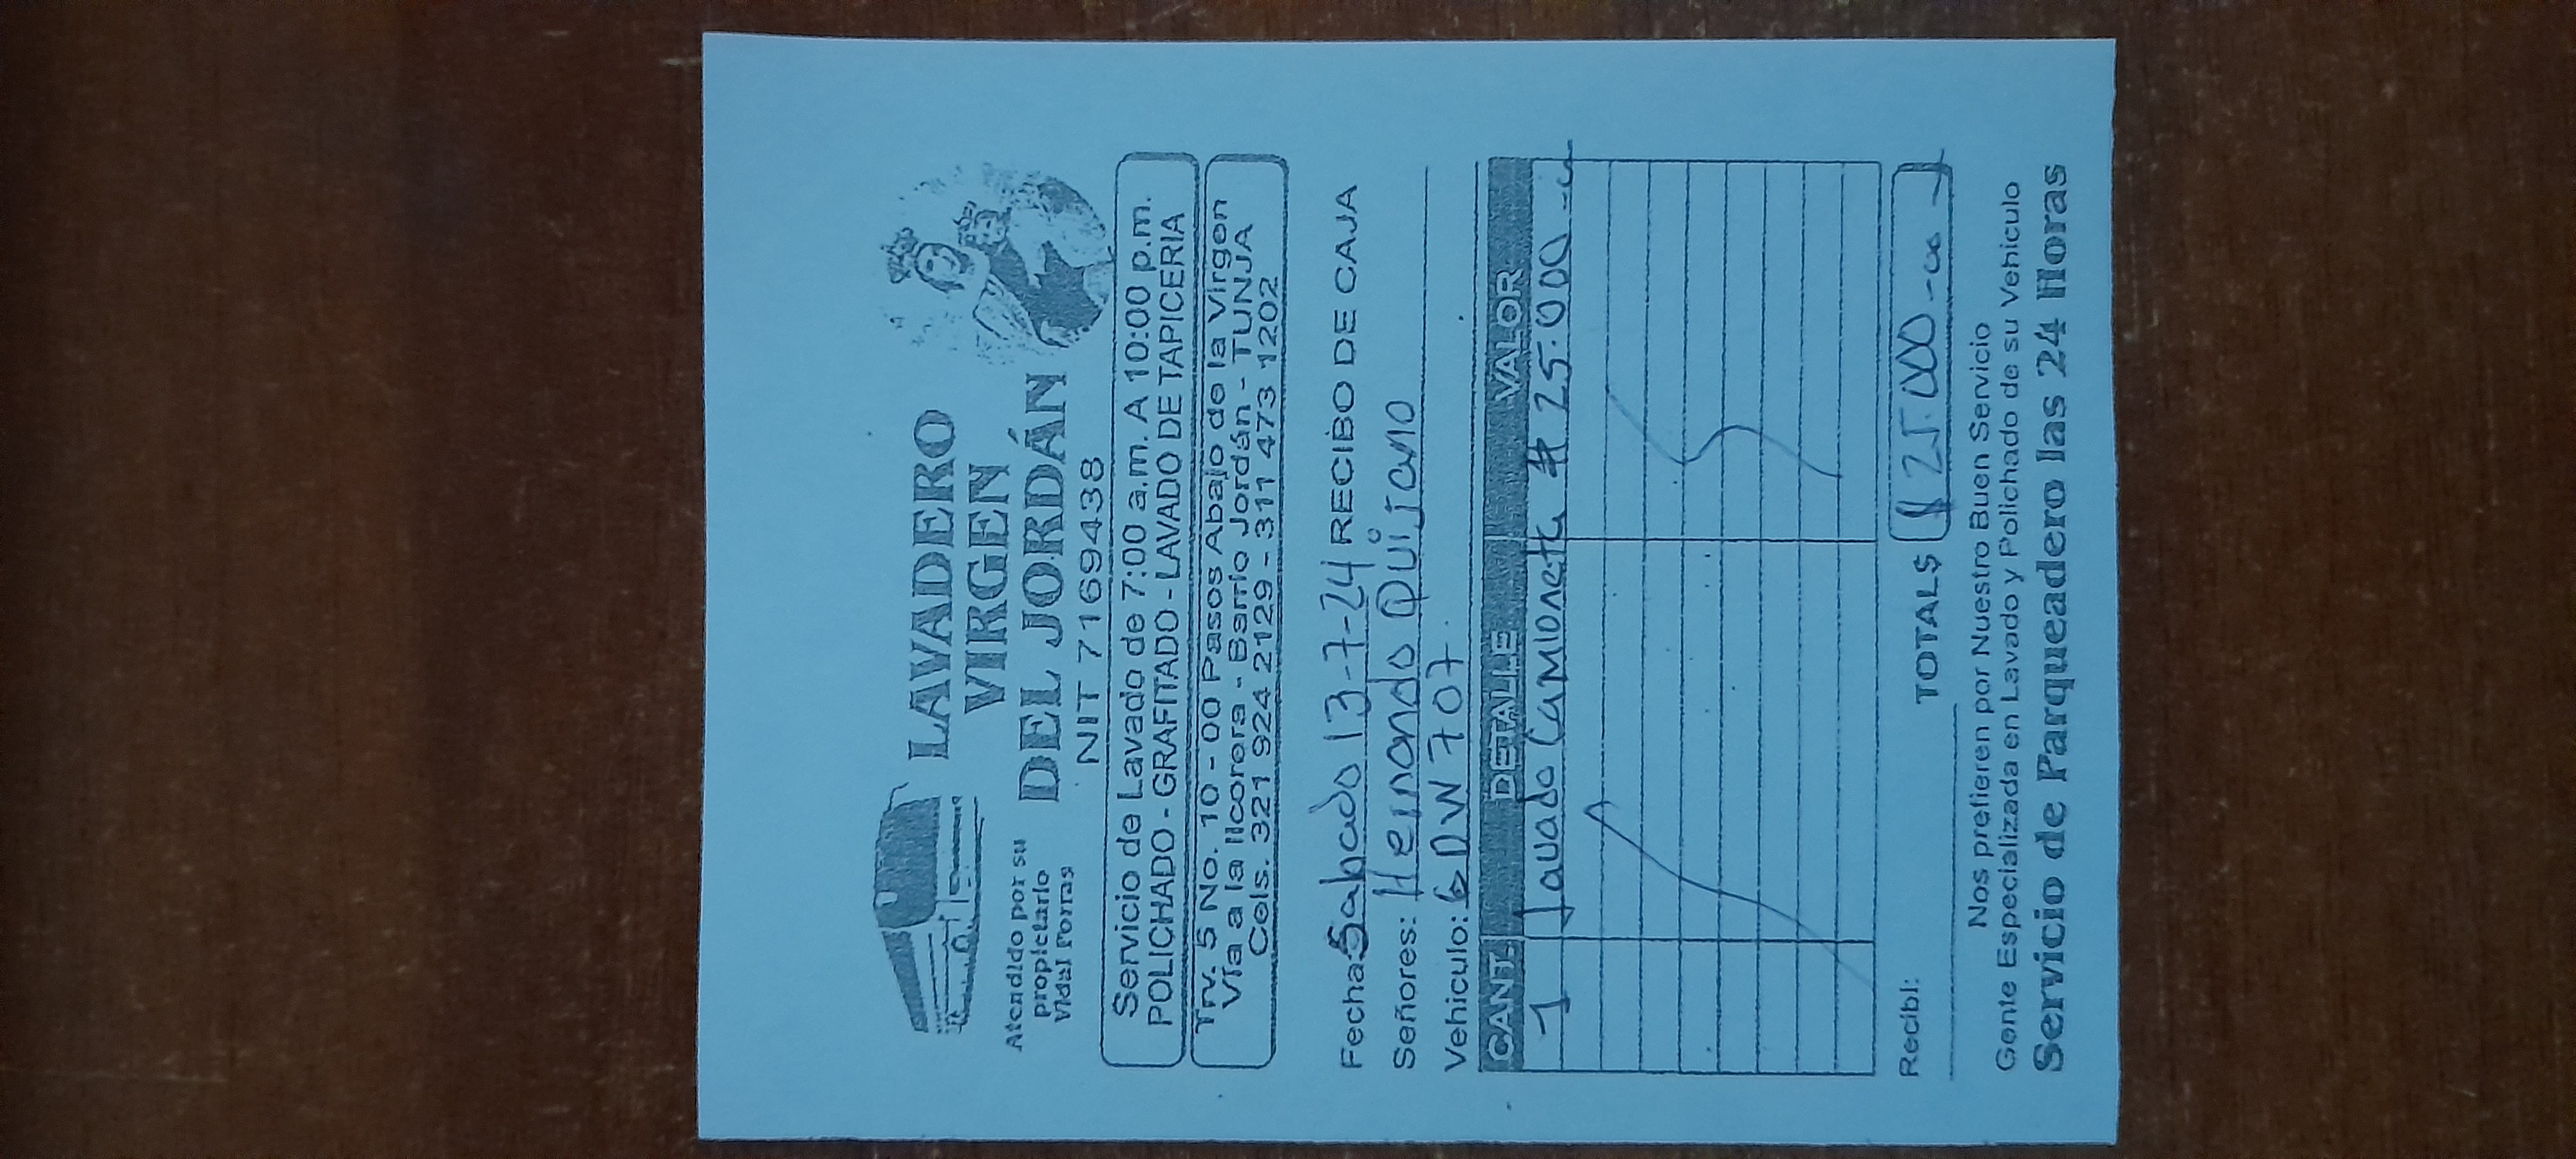 LAVADERO
VIRGEN
DEL JORDÁN
NIT 7169438
Atendido por su
propietario
Vidal Porras
Servicio de Lavado de 7:00 a.m. A 10:00 p.m.
POLICHADO - GRAFITADO - LAVADO DE TAPICERIA
Trv. 5 No. 10 - 00 Pasos Abajo de la Virgen
Vía a la llcorera - Barrio Jordán - TUNJA
Cels. 321 924 2129 - 311 473 1202
Fecha Sabado 13-7-24 RECIBO DE CAJA
Señores: Hernando Quijano
Vehiculo: GDW 707.
CANT. DETALLE VALOR
1 Lavado Camioneta $ 25.000
TOTAL $ $ 25.000
Recibí:
Nos prefieren por Nuestro Buen Servicio
Gente Especializada en Lavado y Polichado de su Vehiculo
Servicio de Parqueadero las 24 Horas